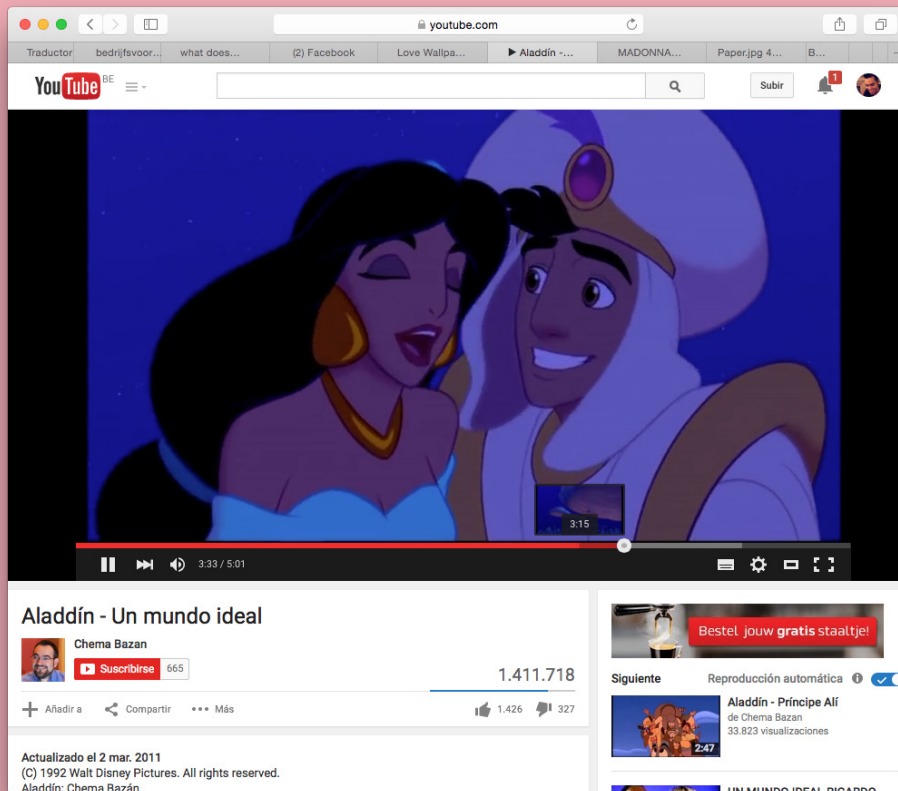 youtube.com
Traductor
bedrijfsvoor...
what does...
(2) Facebook
Love Wallpa...
Aladdín -...
MADONNA...
Paper.jpg 4...
B...
YouTube BE
Subir
1
3:15
3:33 / 5:01
Aladdín - Un mundo ideal
Chema Bazan
Suscribirse 665
1.411.718
Añadir a
Compartir
Más
1.426
327
Actualizado el 2 mar. 2011
(C) 1992 Walt Disney Pictures. All rights reserved.
Aladdín: Chema Bazán
Bestel jouw gratis staaltje!
Siguiente
Reproducción automática
Aladdín - Príncipe Alí
de Chema Bazan
33.823 visualizaciones
2:47
UN MUNDO IDEAL RICARDO